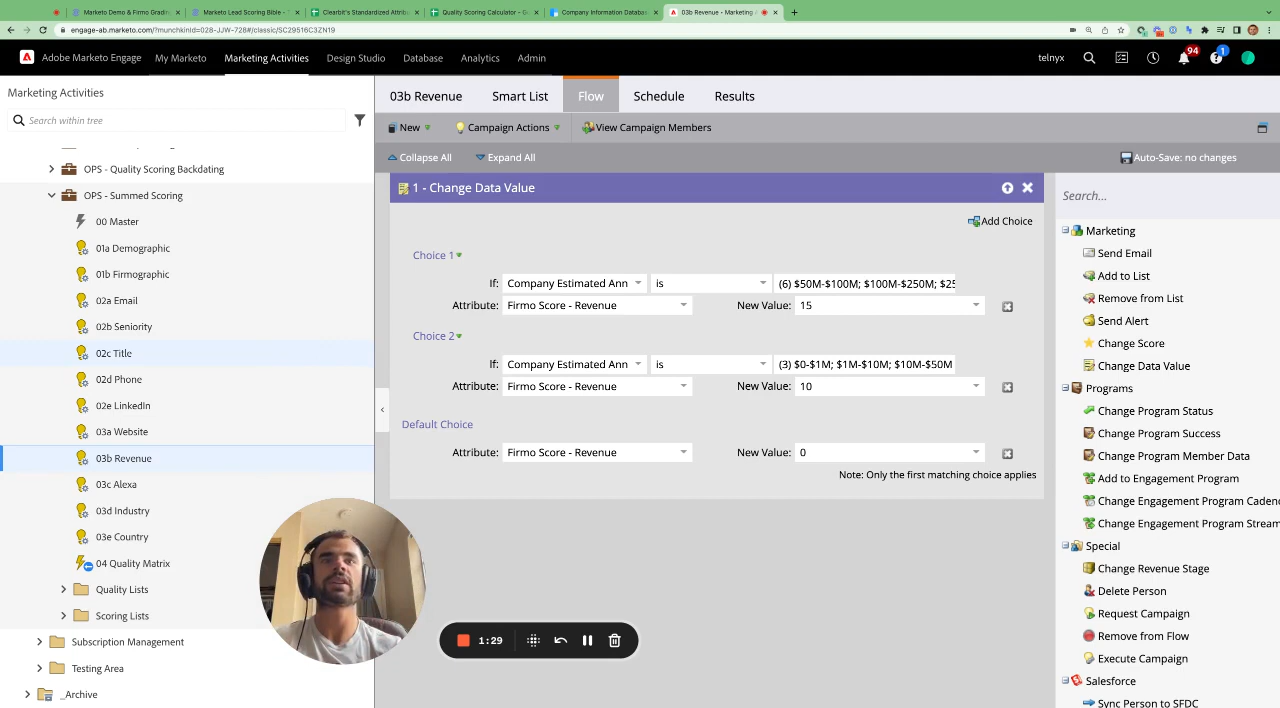 Marketo Demo & Firmo Gradin
Marketo Lead Scoring Bible - T
Clearbit's Standardized Attribu
Quality Scoring Calculator - Go
Company Information Database
03b Revenue - Marketing A
engage-ab.marketo.com/?munchkinId=028-JJW-728#/classic/SC29516C3ZN19
Adobe Marketo Engage
My Marketo
Marketing Activities
Design Studio
Database
Analytics
Admin
telnyx
94
1
Marketing Activities
Search within tree
OPS - Quality Scoring Backdating
OPS - Summed Scoring
00 Master
01a Demographic
01b Firmographic
02a Email
02b Seniority
02c Title
02d Phone
02e LinkedIn
03a Website
03b Revenue
03c Alexa
03d Industry
03e Country
04 Quality Matrix
Quality Lists
Scoring Lists
Subscription Management
Testing Area
_Archive
03b Revenue
Smart List
Flow
Schedule
Results
New
Campaign Actions
View Campaign Members
Collapse All
Expand All
Auto-Save: no changes
1 - Change Data Value
Add Choice
Choice 1
If: Company Estimated Ann is (6) $50M-$100M; $100M-$250M; $25
Attribute: Firmo Score - Revenue New Value: 15
Choice 2
If: Company Estimated Ann is (3) $0-$1M; $1M-$10M; $10M-$50M
Attribute: Firmo Score - Revenue New Value: 10
Default Choice
Attribute: Firmo Score - Revenue New Value: 0
Note: Only the first matching choice applies
1:29
Search...
Marketing
Send Email
Add to List
Remove from List
Send Alert
Change Score
Change Data Value
Programs
Change Program Status
Change Program Success
Change Program Member Data
Add to Engagement Program
Change Engagement Program Cadenc
Change Engagement Program Stream
Special
Change Revenue Stage
Delete Person
Request Campaign
Remove from Flow
Execute Campaign
Salesforce
Sync Person to SFDC